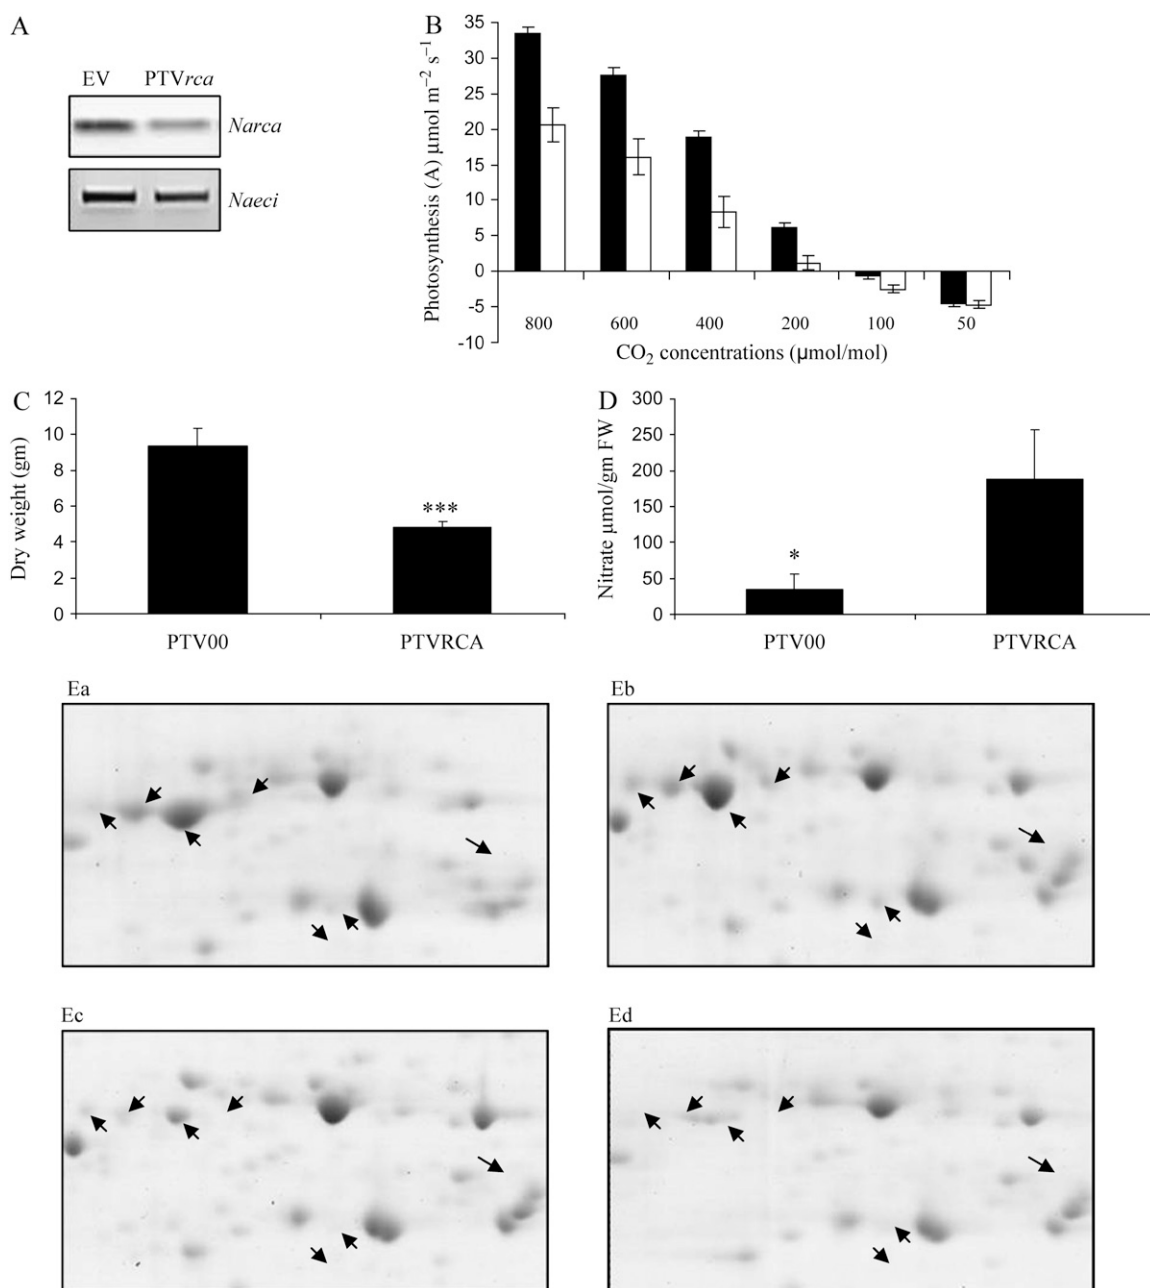 A
EV PTVrca
Narca
Naeci
B
Photosynthesis (A) μmol m−2 s−1
35
30
25
20
15
10
5
0
-5
-10
800 600 400 200 100 50
CO2 concentrations (μmol/mol)
C
Dry weight (gm)
12
10
8
6
4
2
0
***
PTV00 PTVRCA
D
Nitrate μmol/gm FW
300
250
200
150
100
50
0
*
PTV00 PTVRCA
Ea
Eb
Ec
Ed